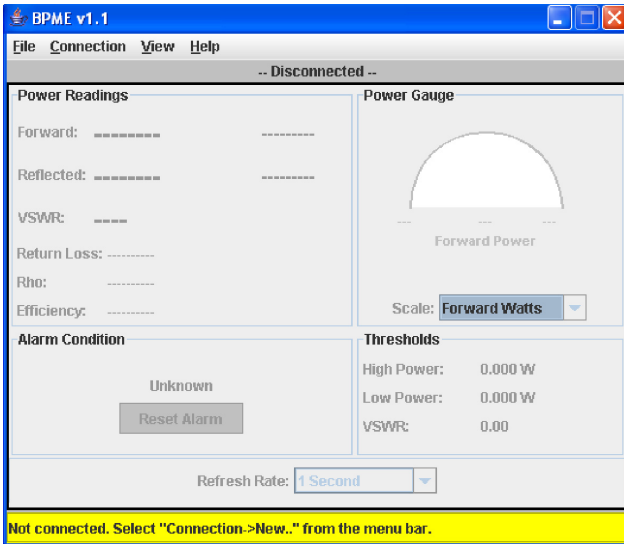 BPME v1.1
File Connection View Help
-- Disconnected --
Power Readings
Forward: -------- ---------
Reflected: -------- ---------
VSWR: ----
Return Loss: ----------
Rho: ----------
Efficiency: ----------
Power Gauge
--- --- ---
Forward Power
Scale: Forward Watts
Alarm Condition
Unknown
Reset Alarm
Thresholds
High Power: 0.000 W
Low Power: 0.000 W
VSWR: 0.00
Refresh Rate: 1 Second
Not connected. Select "Connection->New.." from the menu bar.